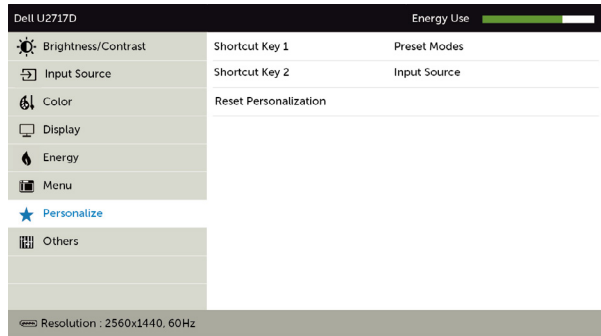 Dell U2717D Energy Use
Brightness/Contrast
Input Source
Color
Display
Energy
Menu
Personalize
Others
Shortcut Key 1 Preset Modes
Shortcut Key 2 Input Source
Reset Personalization
Resolution : 2560x1440, 60Hz